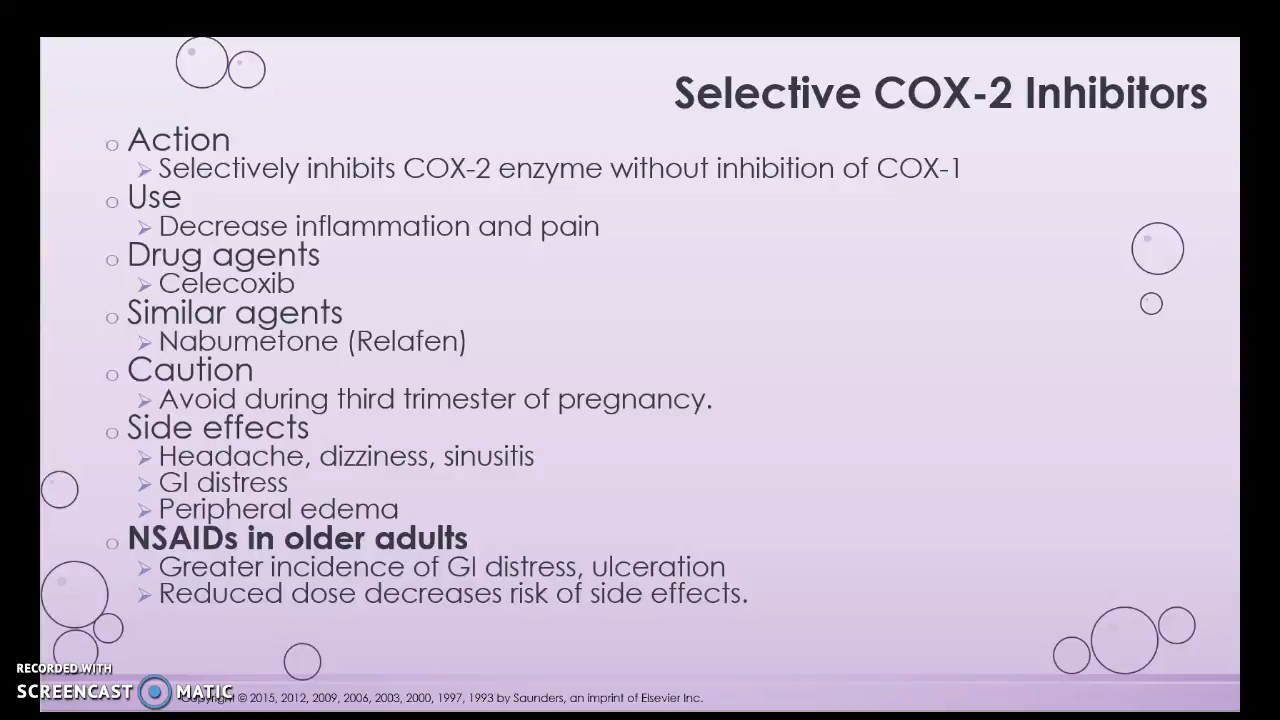 Selective COX-2 Inhibitors
Action
Selectively inhibits COX-2 enzyme without inhibition of COX-1
Use
Decrease inflammation and pain
Drug agents
Celecoxib
Similar agents
Nabumetone (Relafen)
Caution
Avoid during third trimester of pregnancy.
Side effects
Headache, dizziness, sinusitis
GI distress
Peripheral edema
NSAIDs in older adults
Greater incidence of GI distress, ulceration
Reduced dose decreases risk of side effects.
RECORDED WITH
SCREENCAST MATIC
Copyright © 2015, 2012, 2009, 2006, 2003, 2000, 1997, 1993 by Saunders, an imprint of Elsevier Inc.